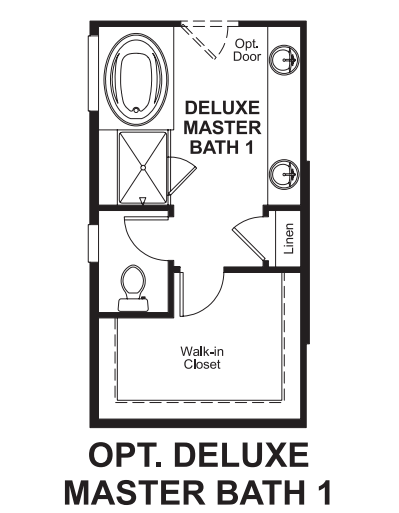 Opt.
Door
DELUXE
MASTER
BATH 1
Linen
Walk-in
Closet
OPT. DELUXE
MASTER BATH 1